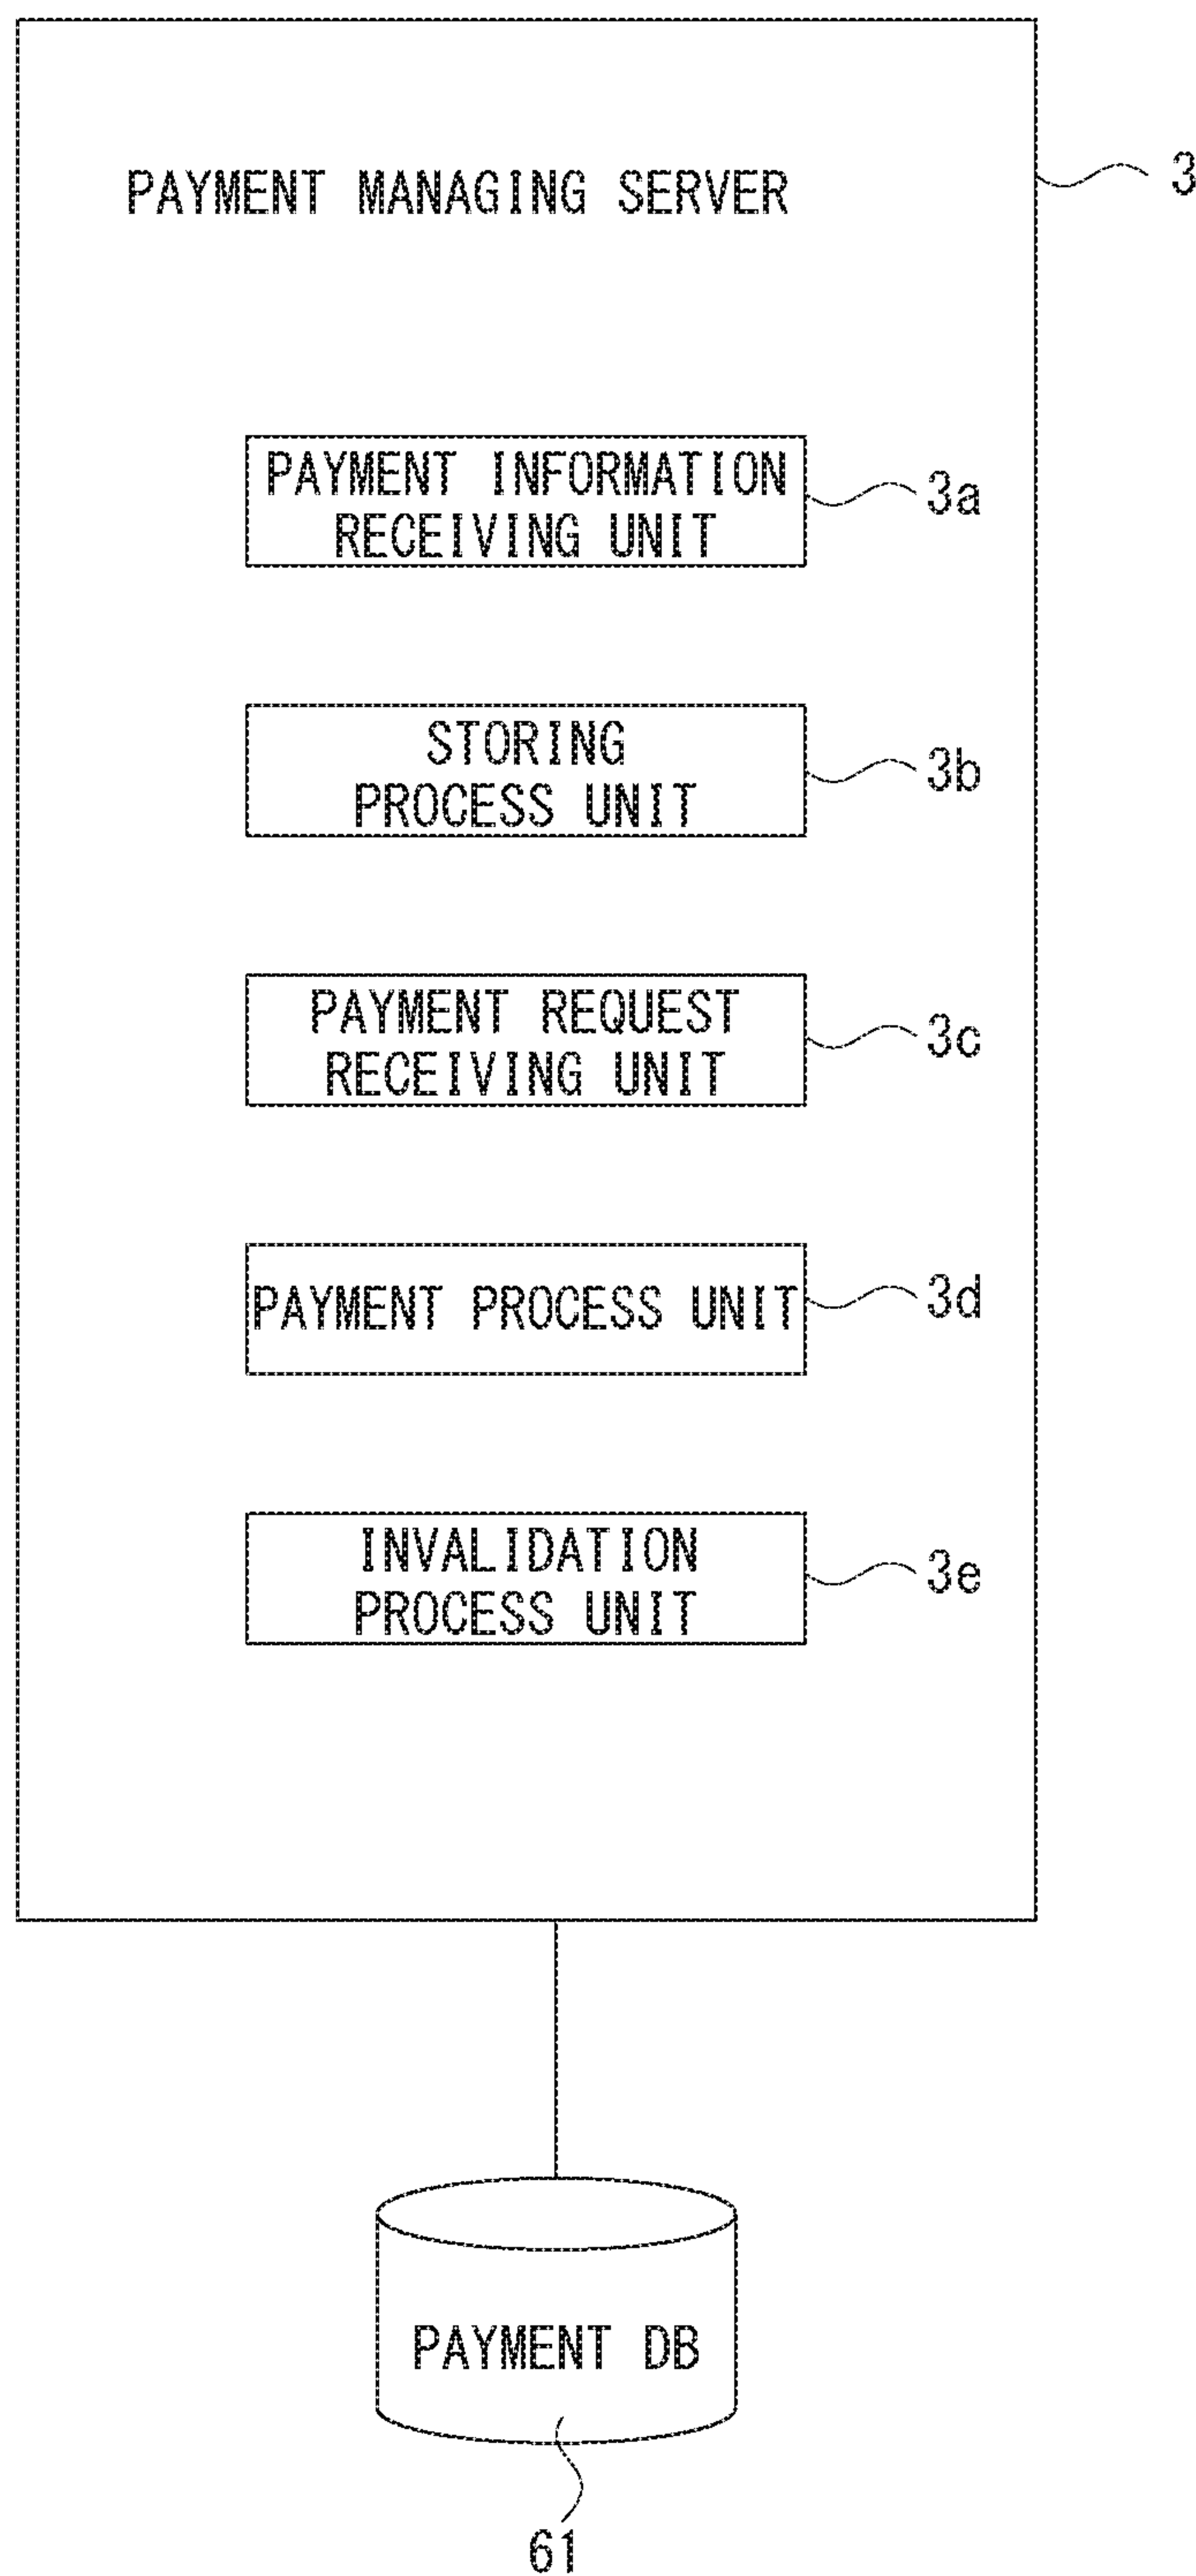 PAYMENT MANAGING SERVER
3
PAYMENT INFORMATION
RECEIVING UNIT
3a
STORING
PROCESS UNIT
3b
PAYMENT REQUEST
RECEIVING UNIT
3c
PAYMENT PROCESS UNIT
3d
INVALIDATION
PROCESS UNIT
3e
PAYMENT DB
61